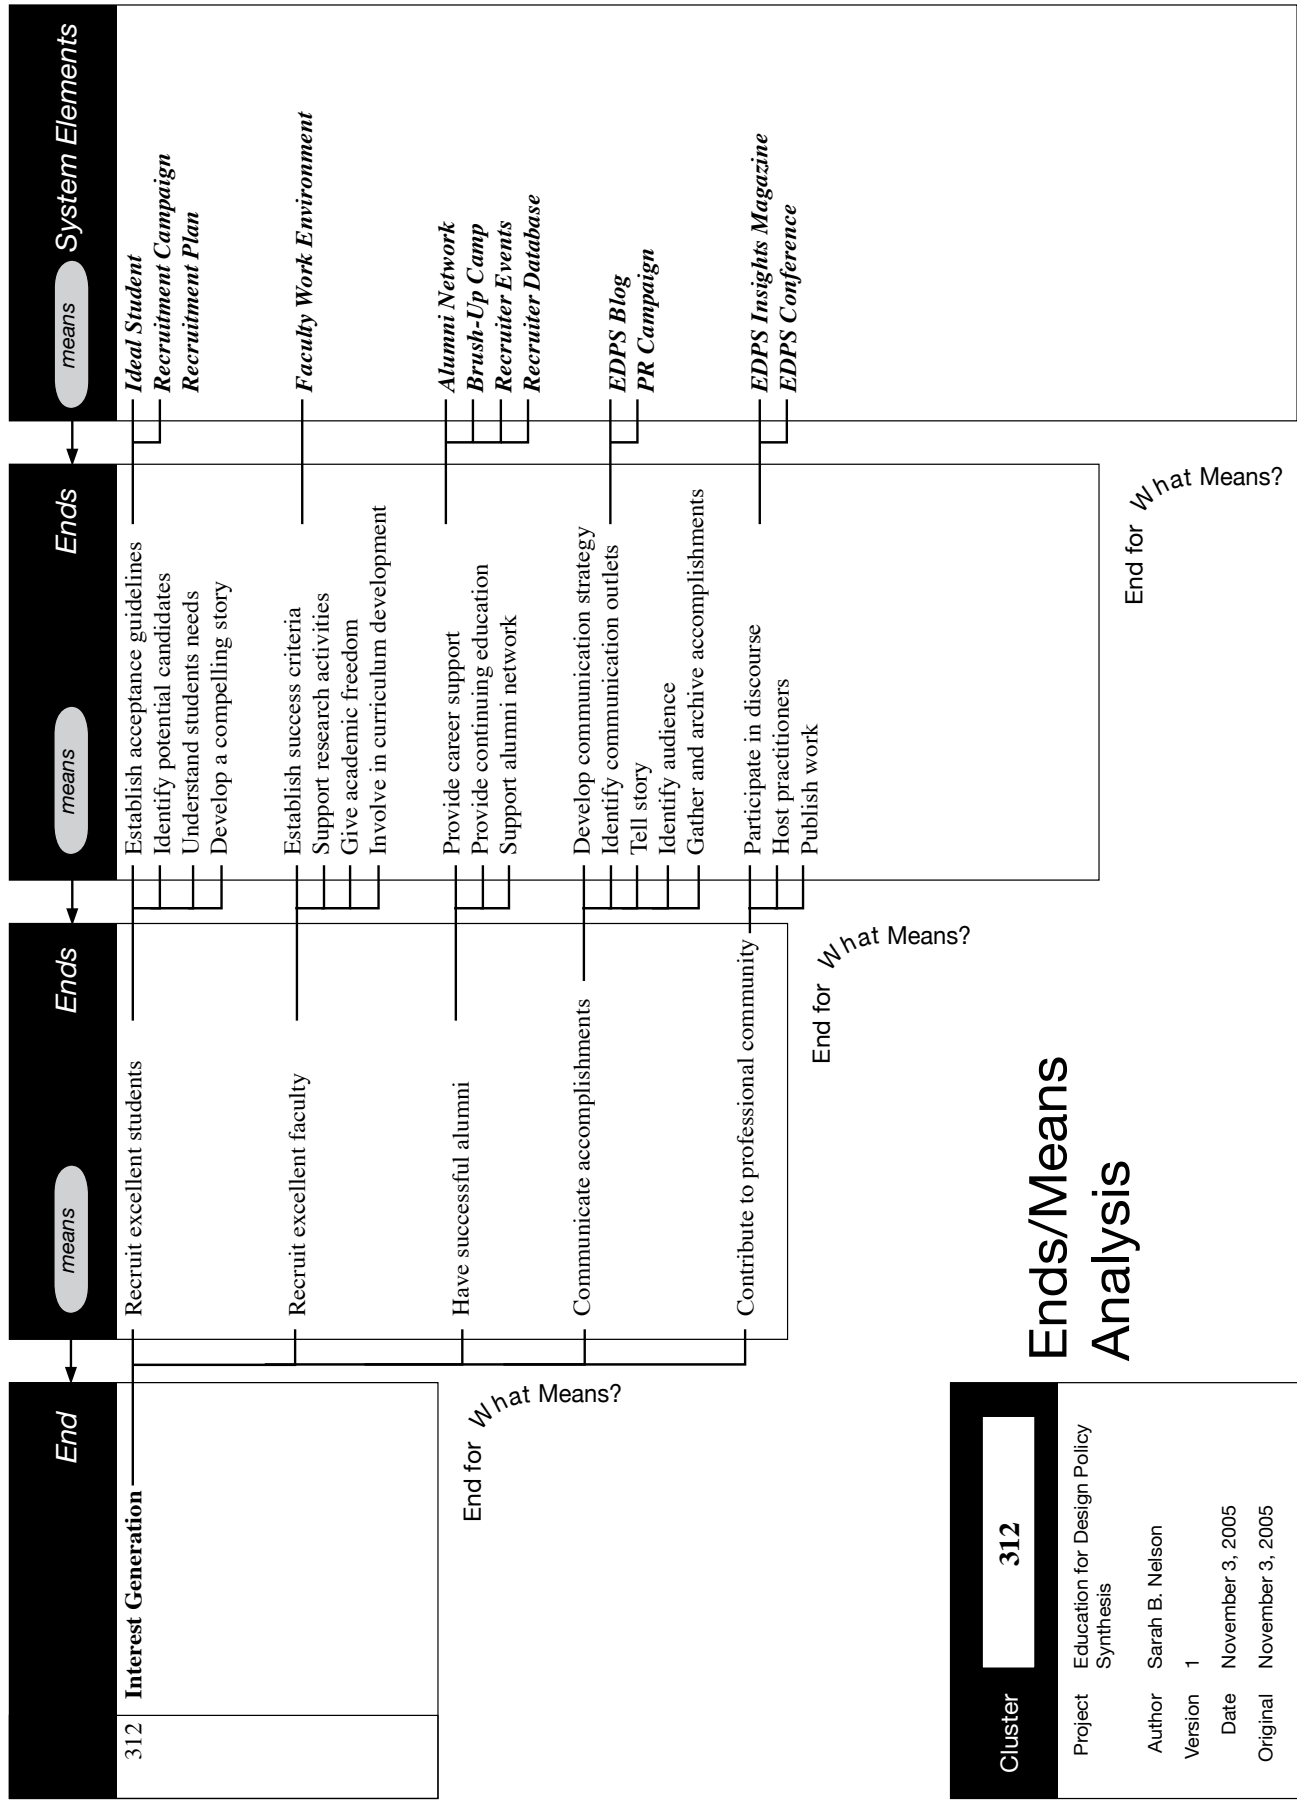 End
means
Ends
means
Ends
means
System Elements
312
Interest Generation
Recruit excellent students
Establish acceptance guidelines
Identify potential candidates
Understand students needs
Develop a compelling story
Ideal Student
Recruitment Campaign
Recruitment Plan
Recruit excellent faculty
Establish success criteria
Support research activities
Give academic freedom
Involve in curriculum development
Faculty Work Environment
Have successful alumni
Provide career support
Provide continuing education
Support alumni network
Alumni Network
Brush-Up Camp
Recruiter Events
Recruiter Database
Communicate accomplishments
Develop communication strategy
Identify communication outlets
Tell story
Identify audience
Gather and archive accomplishments
EDPS Blog
PR Campaign
Contribute to professional community
Participate in discourse
Host practitioners
Publish work
EDPS Insights Magazine
EDPS Conference
End for What Means?
End for What Means?
End for What Means?
Cluster 312
Project Education for Design Policy
Synthesis
Author Sarah B. Nelson
Version 1
Date November 3, 2005
Original November 3, 2005
Ends/Means
Analysis